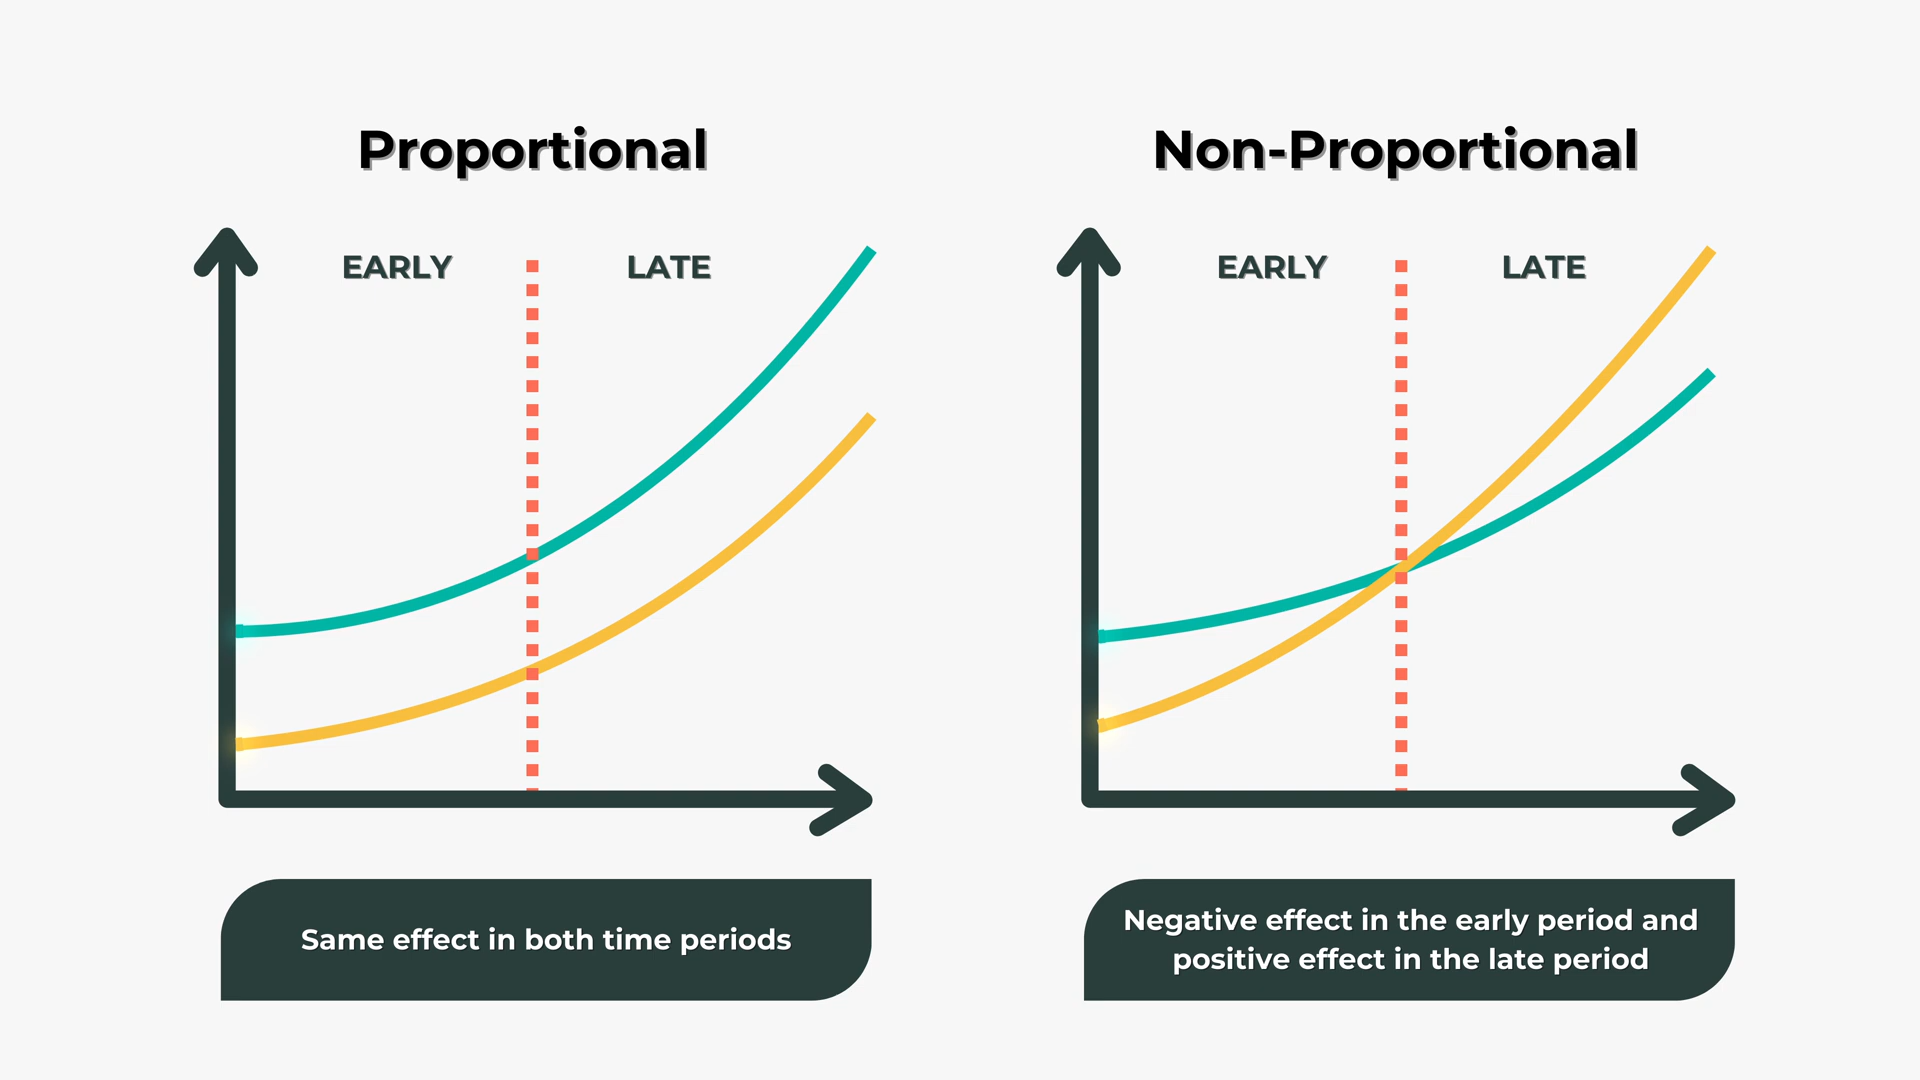 Proportional
EARLY
LATE
Same effect in both time periods
Non-Proportional
EARLY
LATE
Negative effect in the early period and
positive effect in the late period